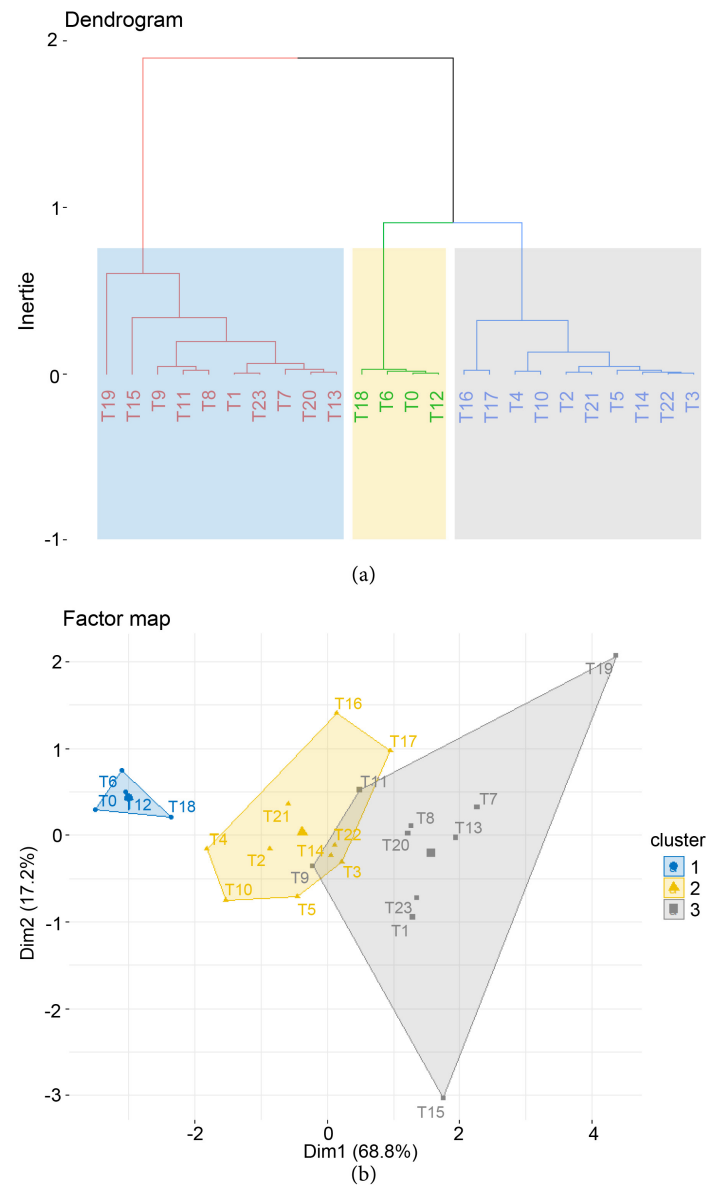 Dendrogram
2
1
0
-1
Inertie
T19 T15 T9 T11 T8 T1 T23 T7 T20 T13 T18 T6 T0 T12 T16 T17 T4 T10 T2 T21 T5 T14 T22 T3
(a)
Factor map
2
1
0
-1
-2
-3
Dim2 (17.2%)
T19
T16
T17
T6
T11
T0 T12 T18
T7
T21
T8
T13
T4
T22
T20
T2
T14
T3
T9
T10
T5
T23
T1
T15
cluster
1
2
3
-2 0 2 4
Dim1 (68.8%)
(b)